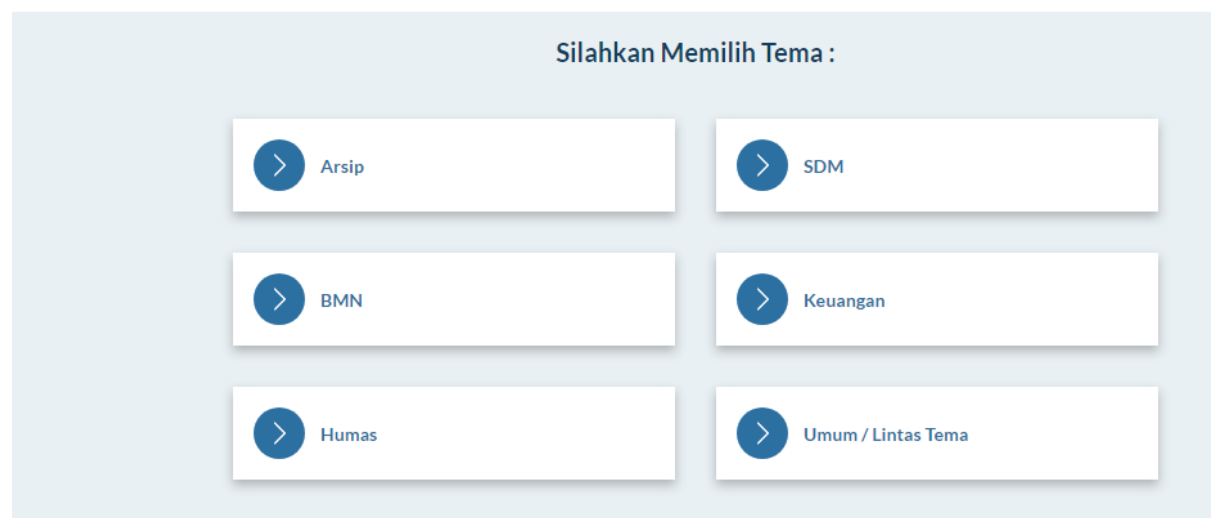 Silahkan Memilih Tema :
Arsip
SDM
BMN
Keuangan
Humas
Umum / Lintas Tema